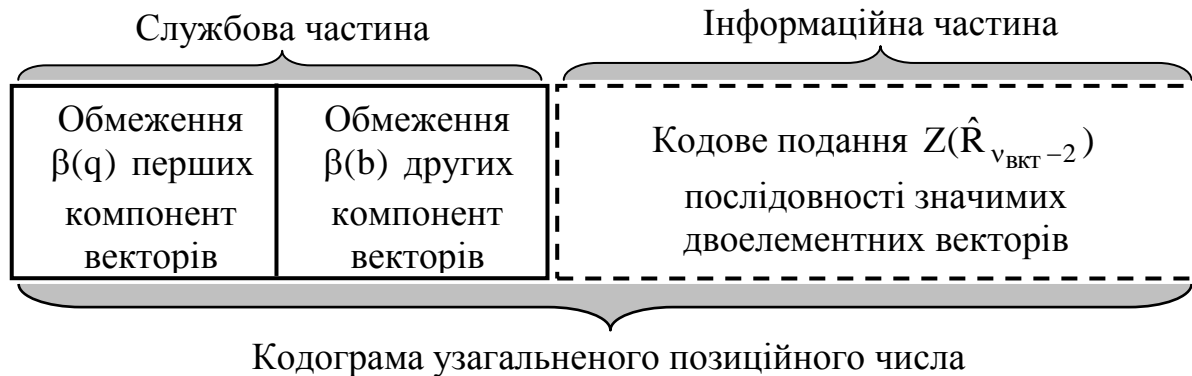 Службова частина
Інформаційна частина
Обмеження
β(q) перших
компонент
векторів
Обмеження
β(b) других
компонент
векторів
Кодове подання Z(R̂ᵥ_вкт −2)
послідовності значимих
двоелементних векторів
Кодограма узагальненого позиційного числа